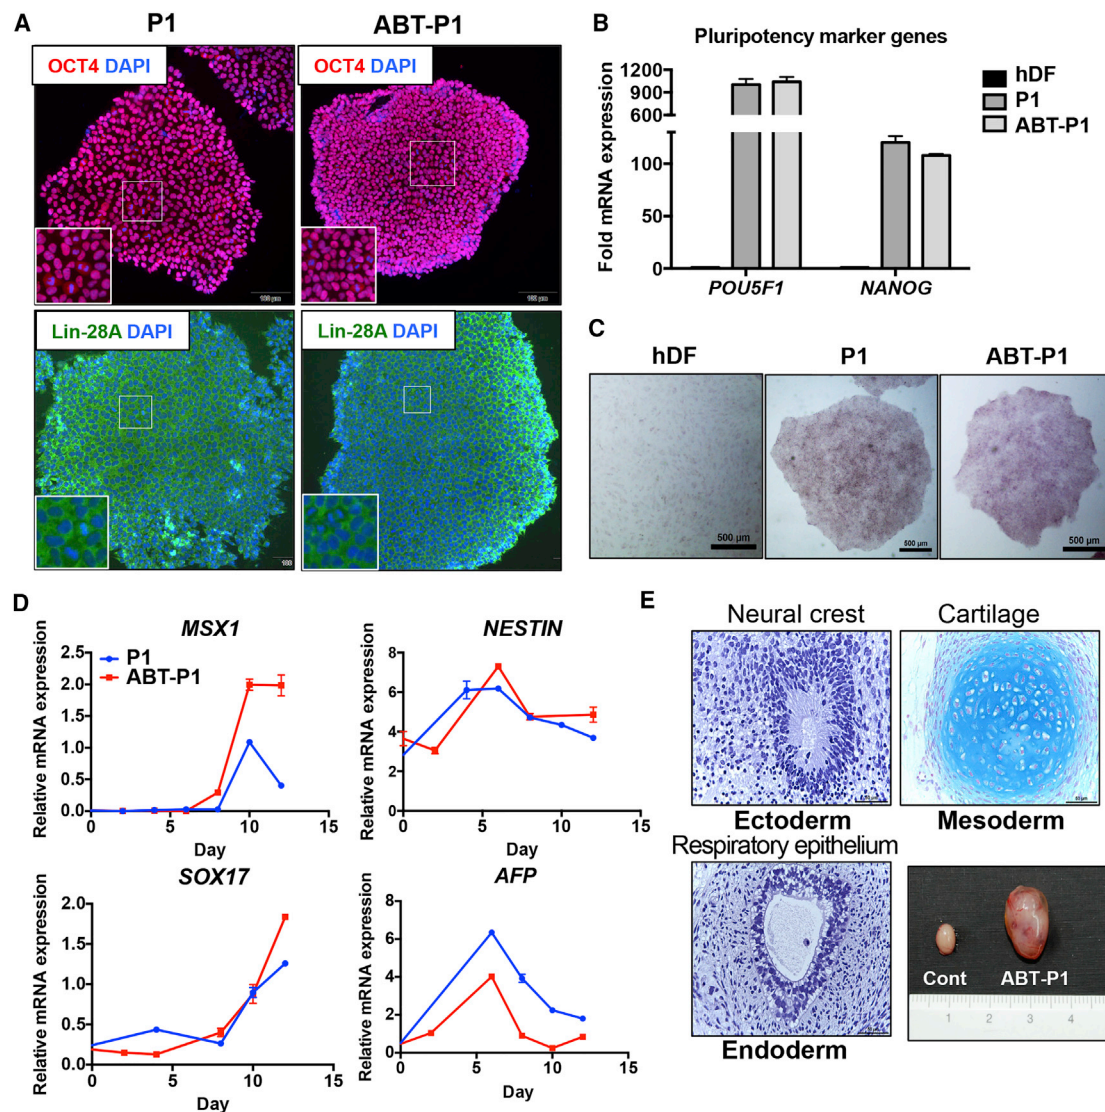 A
P1
ABT-P1
OCT4 DAPI
OCT4 DAPI
Lin-28A DAPI
Lin-28A DAPI
B
Pluripotency marker genes
Fold mRNA expression
1200
900
600
100
50
0
POU5F1
NANOG
hDF
P1
ABT-P1
C
hDF
P1
ABT-P1
500 µm
500 µm
500 µm
D
MSX1
Relative mRNA expression
2.5
2.0
1.5
1.0
0.5
0.0
P1
ABT-P1
0 5 10 15
Day
NESTIN
Relative mRNA expression
10
8
6
4
2
0
0 5 10 15
Day
SOX17
Relative mRNA expression
2.0
1.5
1.0
0.5
0.0
0 5 10 15
Day
AFP
Relative mRNA expression
8
6
4
2
0
0 5 10 15
Day
E
Neural crest
Cartilage
Ectoderm
Mesoderm
Respiratory epithelium
Endoderm
Cont
ABT-P1
1 2 3 4